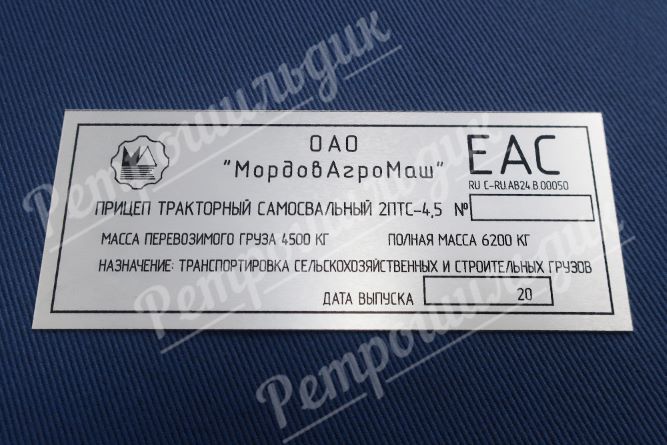 ОАО
"МордовАгроМаш"
ЕАС
RU C-RU.АВ24.В.00050
ПРИЦЕП ТРАКТОРНЫЙ САМОСВАЛЬНЫЙ 2ПТС-4,5 №
МАССА ПЕРЕВОЗИМОГО ГРУЗА 4500 КГ ПОЛНАЯ МАССА 6200 КГ
НАЗНАЧЕНИЕ: ТРАНСПОРТИРОВКА СЕЛЬСКОХОЗЯЙСТВЕННЫХ И СТРОИТЕЛЬНЫХ ГРУЗОВ
ДАТА ВЫПУСКА 20
Ретрошильдик
Ретрошильдик
Ретрошильдик
Ретрошильдик